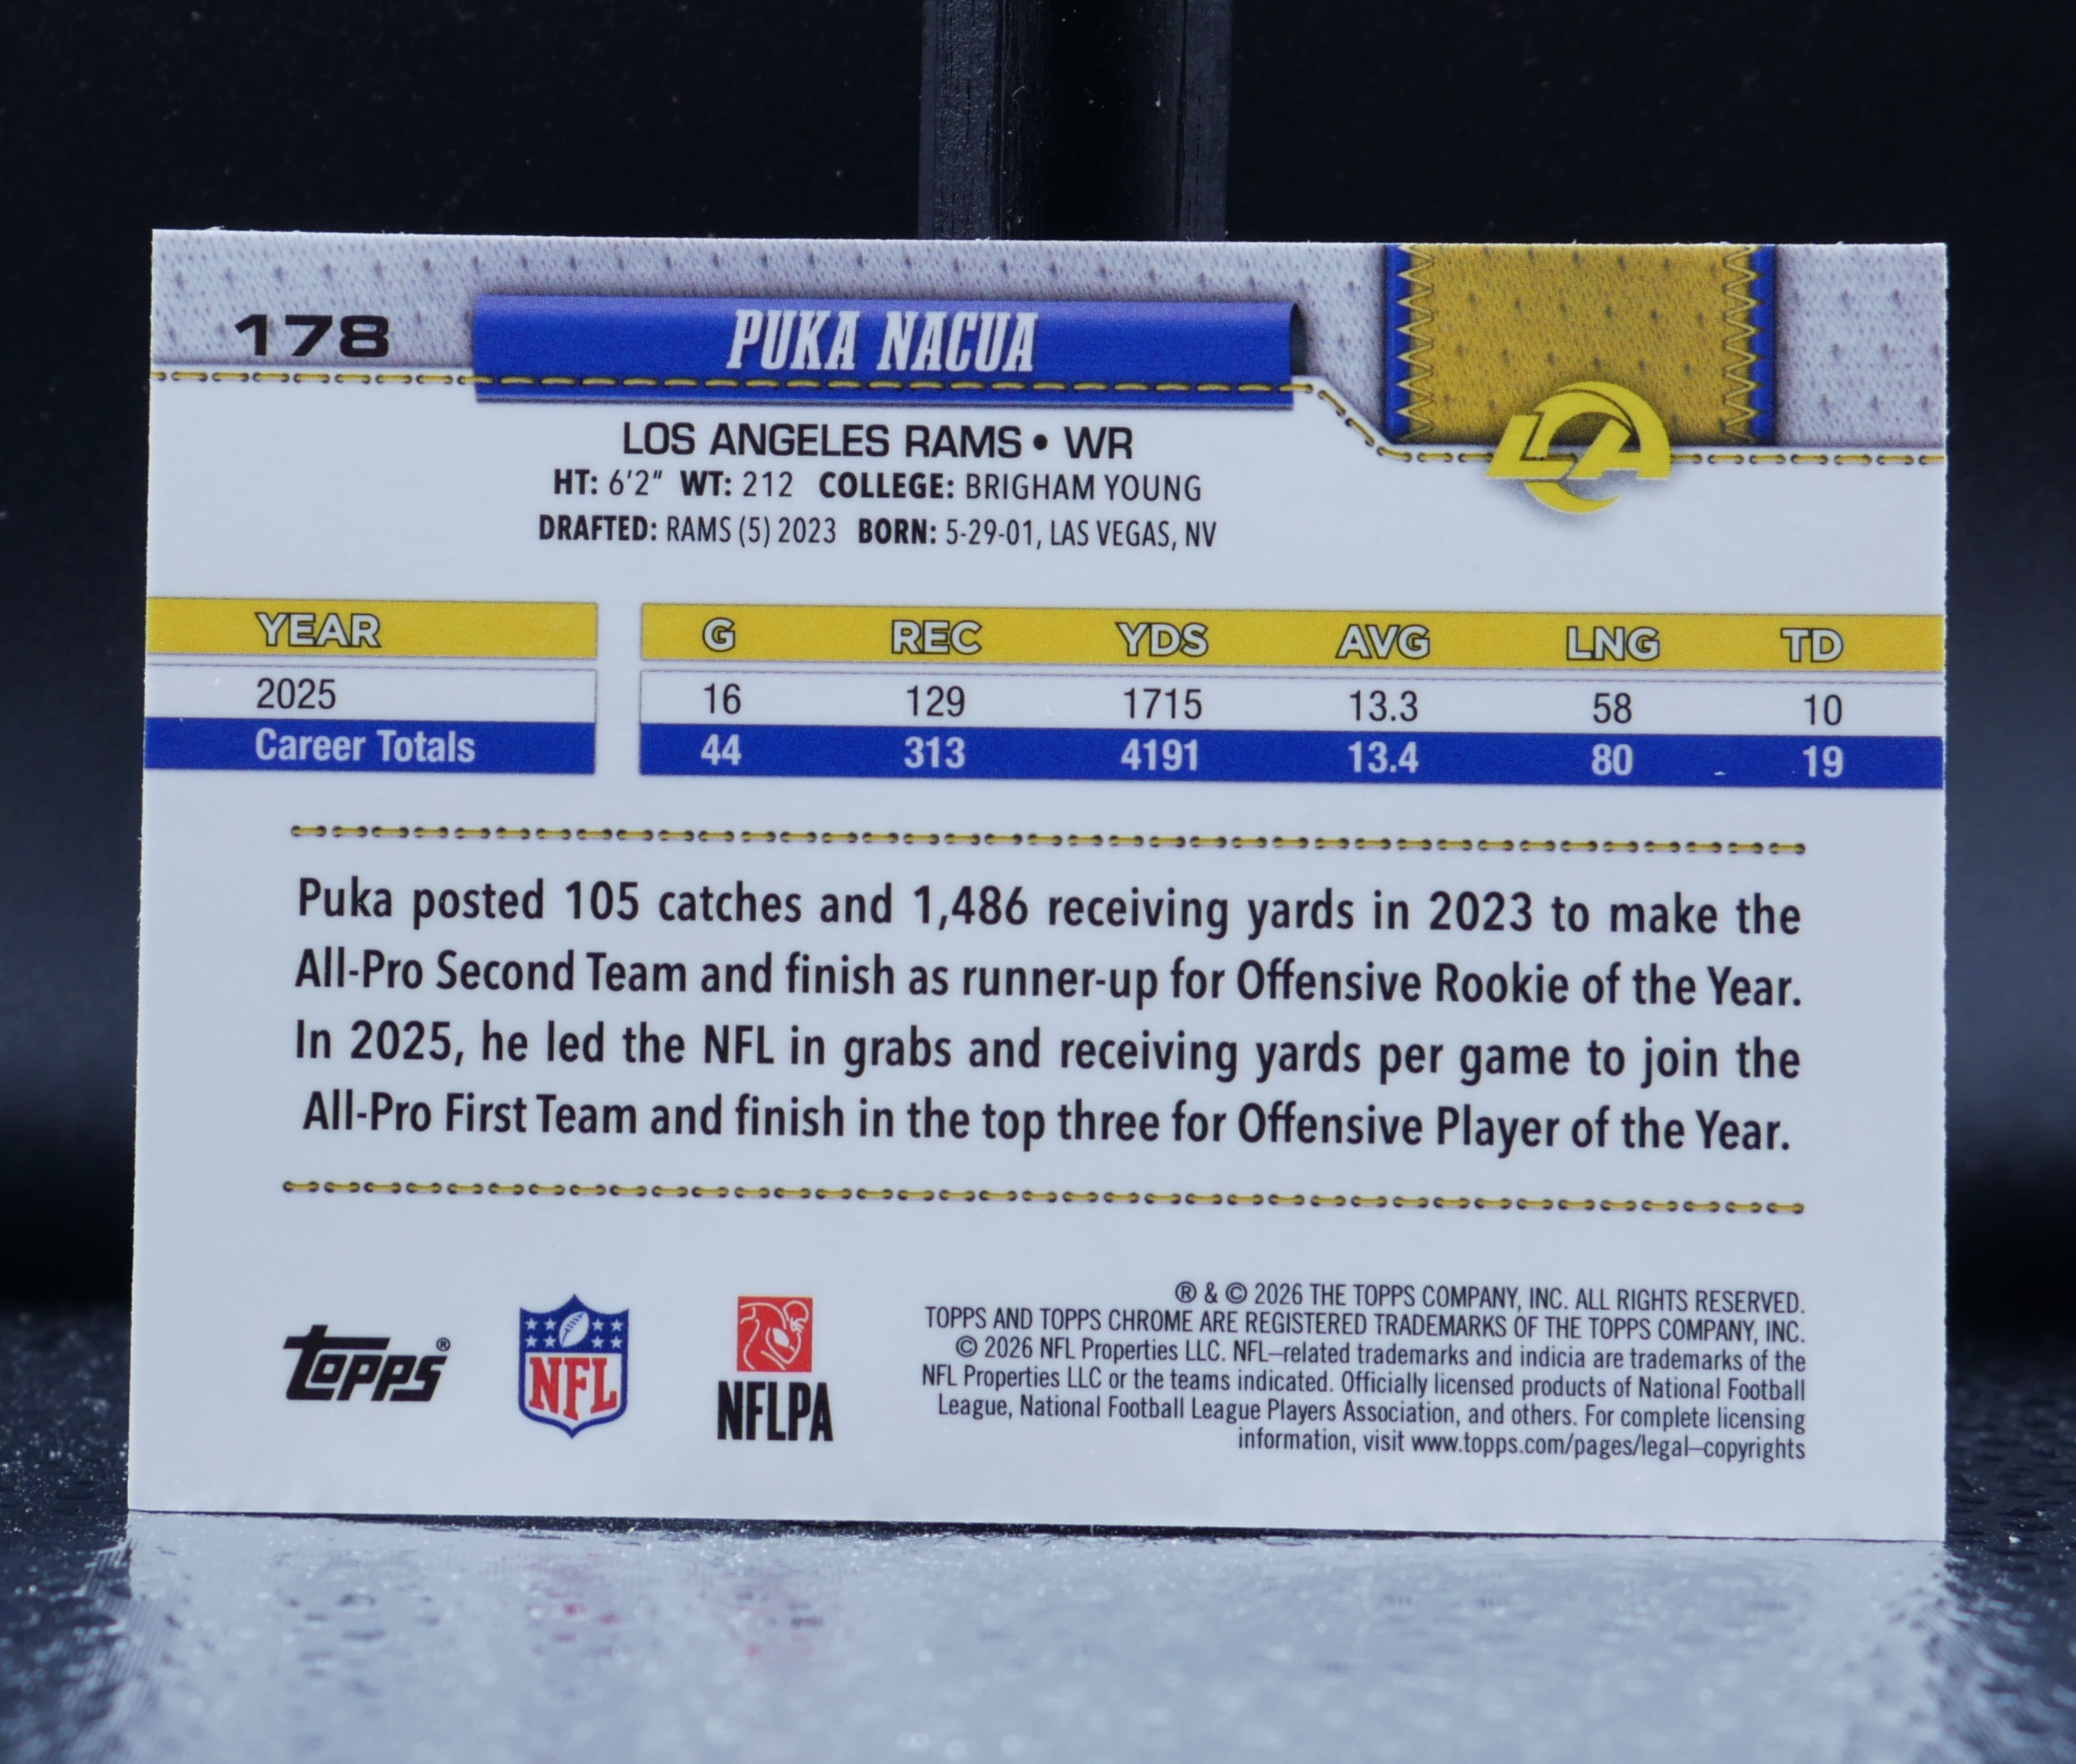 178
PUKA NACUA
LOS ANGELES RAMS • WR
HT: 6'2" WT: 212 COLLEGE: BRIGHAM YOUNG
DRAFTED: RAMS (5) 2023 BORN: 5-29-01, LAS VEGAS, NV
LA
YEAR G REC YDS AVG LNG TD
2025 16 129 1715 13.3 58 10
Career Totals 44 313 4191 13.4 80 19
Puka posted 105 catches and 1,486 receiving yards in 2023 to make the
All-Pro Second Team and finish as runner-up for Offensive Rookie of the Year.
In 2025, he led the NFL in grabs and receiving yards per game to join the
All-Pro First Team and finish in the top three for Offensive Player of the Year.
topps®
NFL
NFLPA
® & © 2026 THE TOPPS COMPANY, INC. ALL RIGHTS RESERVED.
TOPPS AND TOPPS CHROME ARE REGISTERED TRADEMARKS OF THE TOPPS COMPANY, INC.
© 2026 NFL Properties LLC. NFL–related trademarks and indicia are trademarks of the
NFL Properties LLC or the teams indicated. Officially licensed products of National Football
League, National Football League Players Association, and others. For complete licensing
information, visit www.topps.com/pages/legal–copyrights